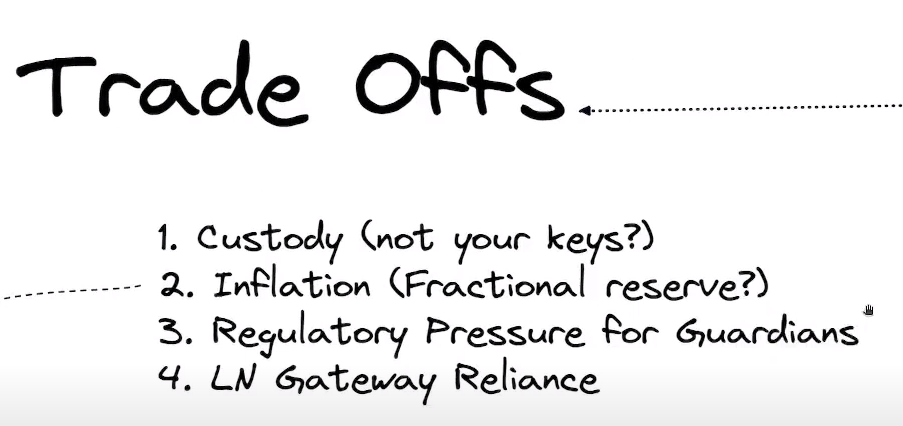 Trade Offs
1. Custody (not your keys?)
2. Inflation (Fractional reserve?)
3. Regulatory Pressure for Guardians
4. LN Gateway Reliance